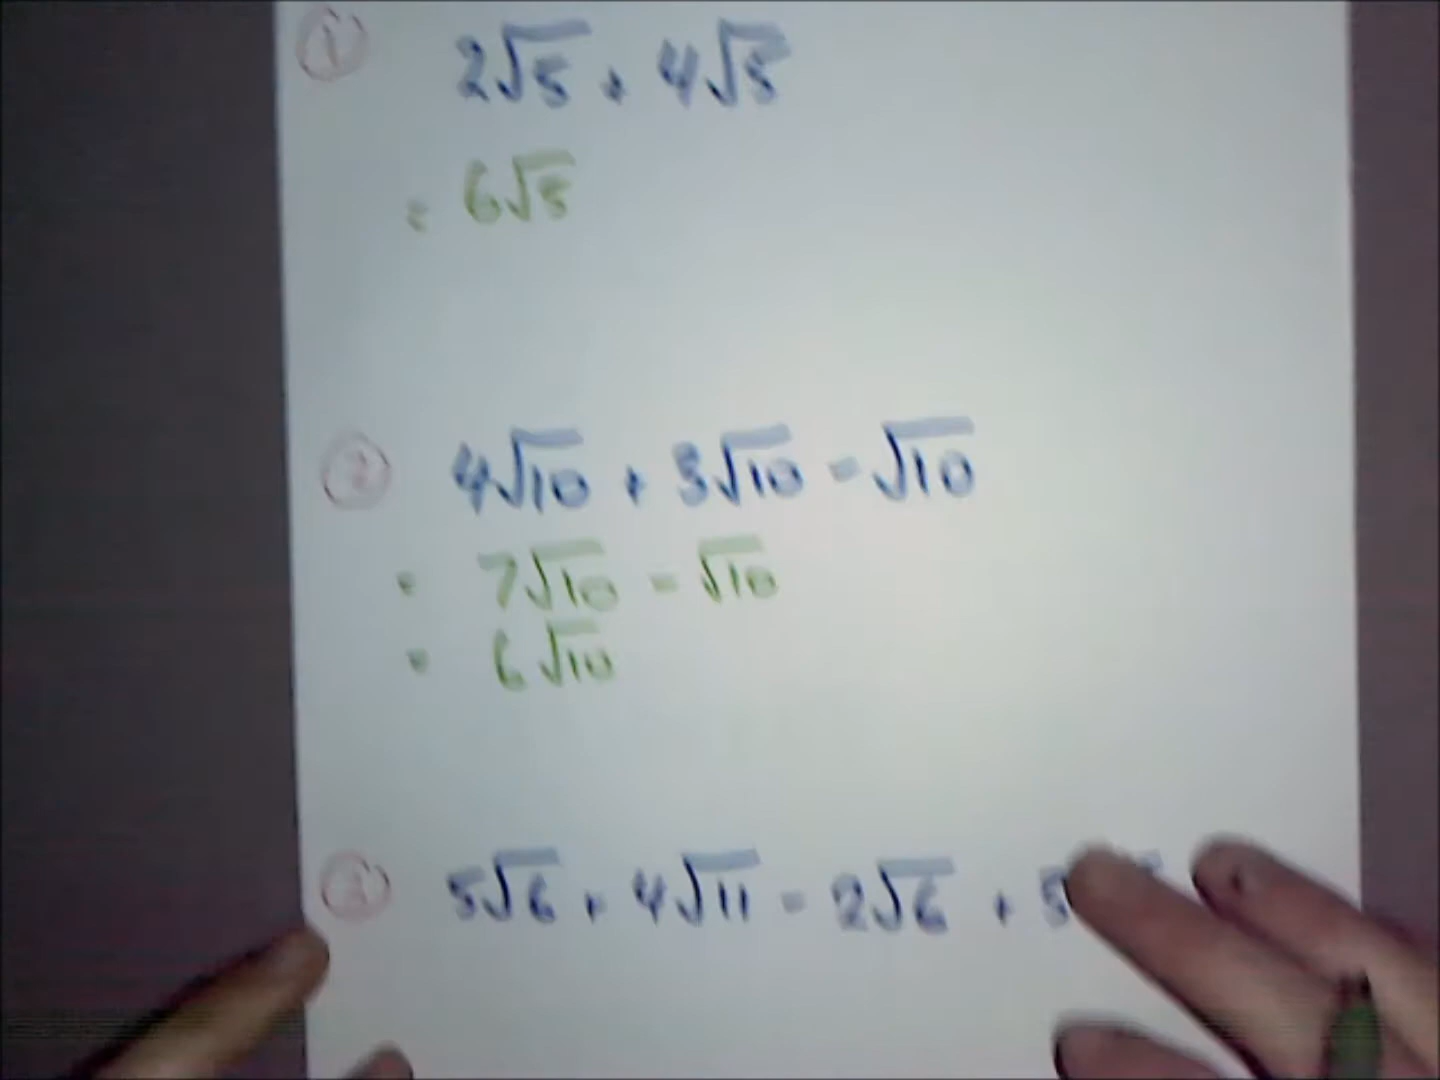 ① 2√5 + 4√5
= 6√5
② 4√10 + 3√10 - √10
= 7√10 - √10
= 6√10
③ 5√6 + 4√11 - 2√6 + 5